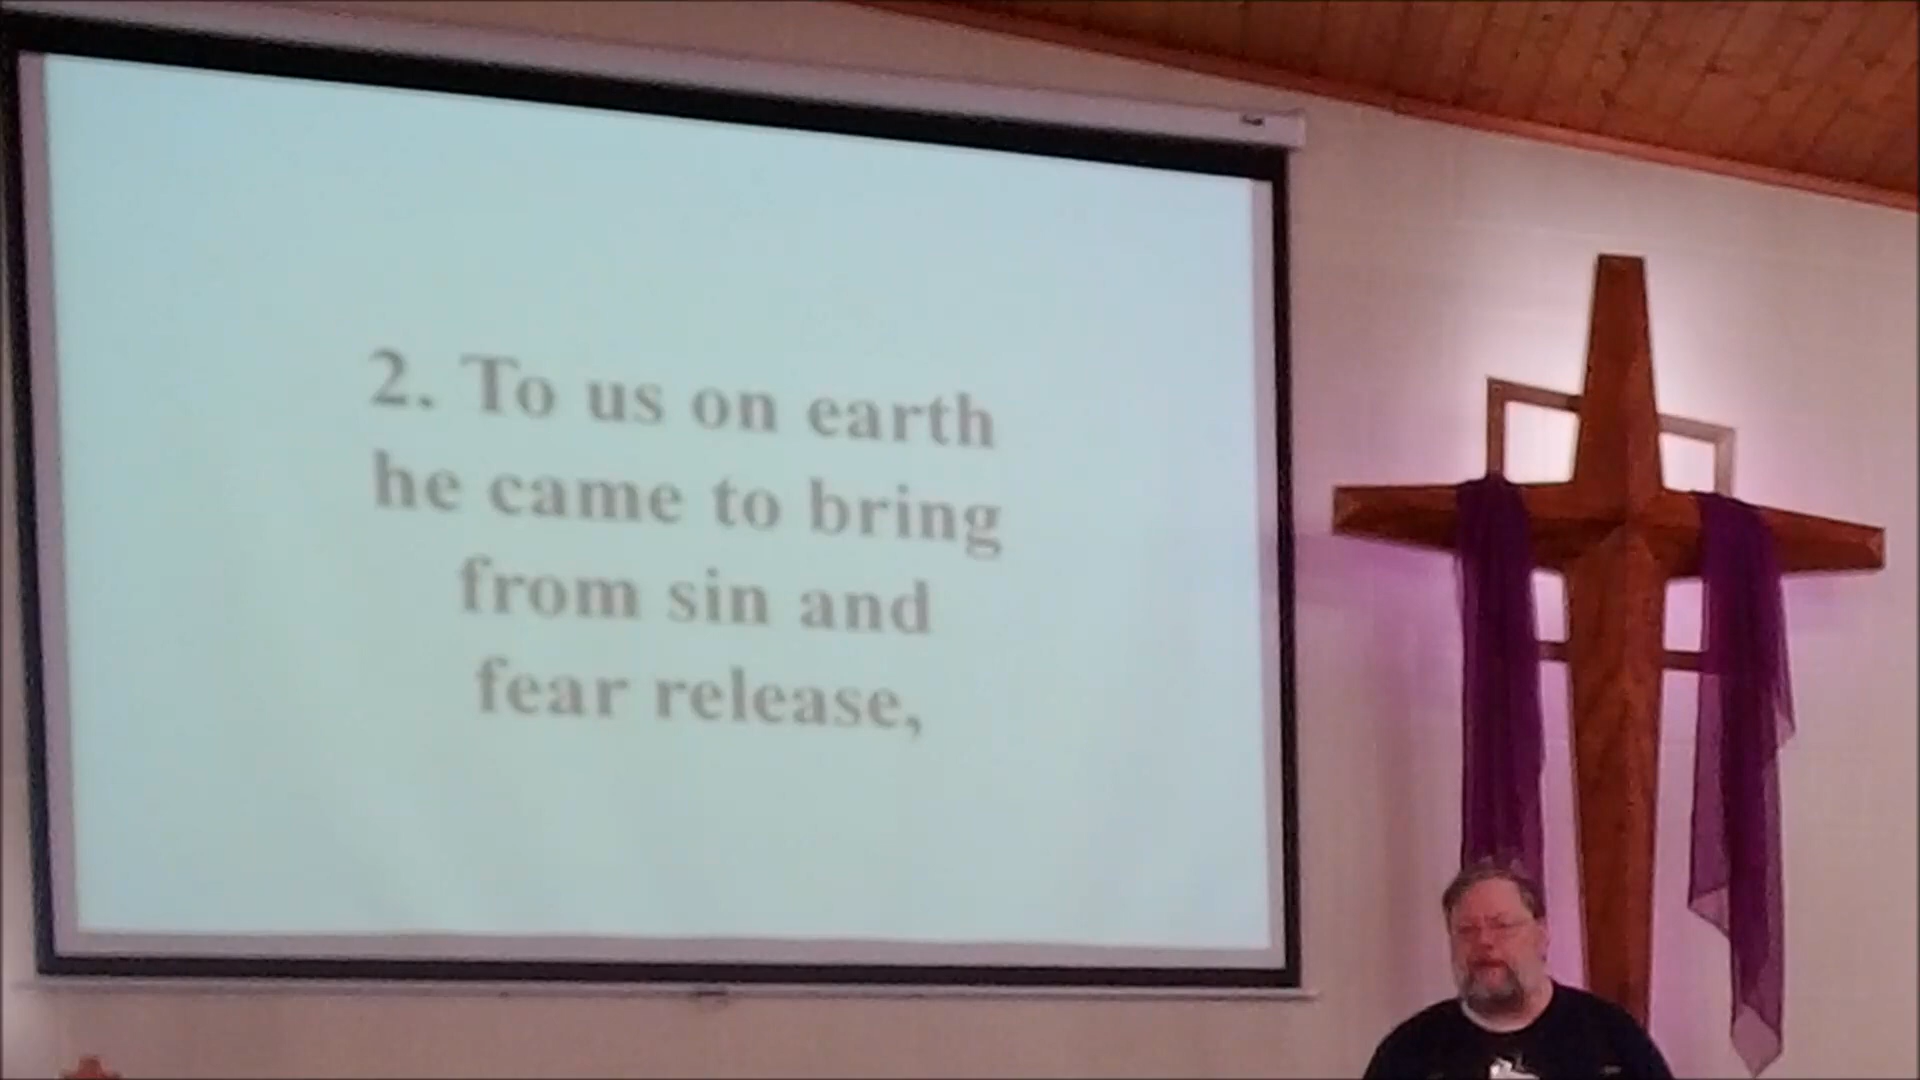 2. To us on earth
he came to bring
from sin and
fear release,